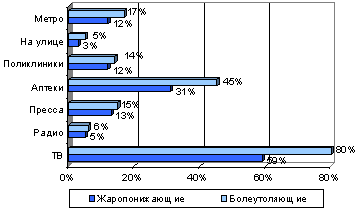 Метро 17%
12%
На улице 5%
3%
Поликлиники 14%
12%
Аптеки 45%
31%
Пресса 15%
13%
Радио 6%
5%
ТВ 80%
59%
0% 20% 40% 60% 80%
Жаропонижающие Болеутоляющие